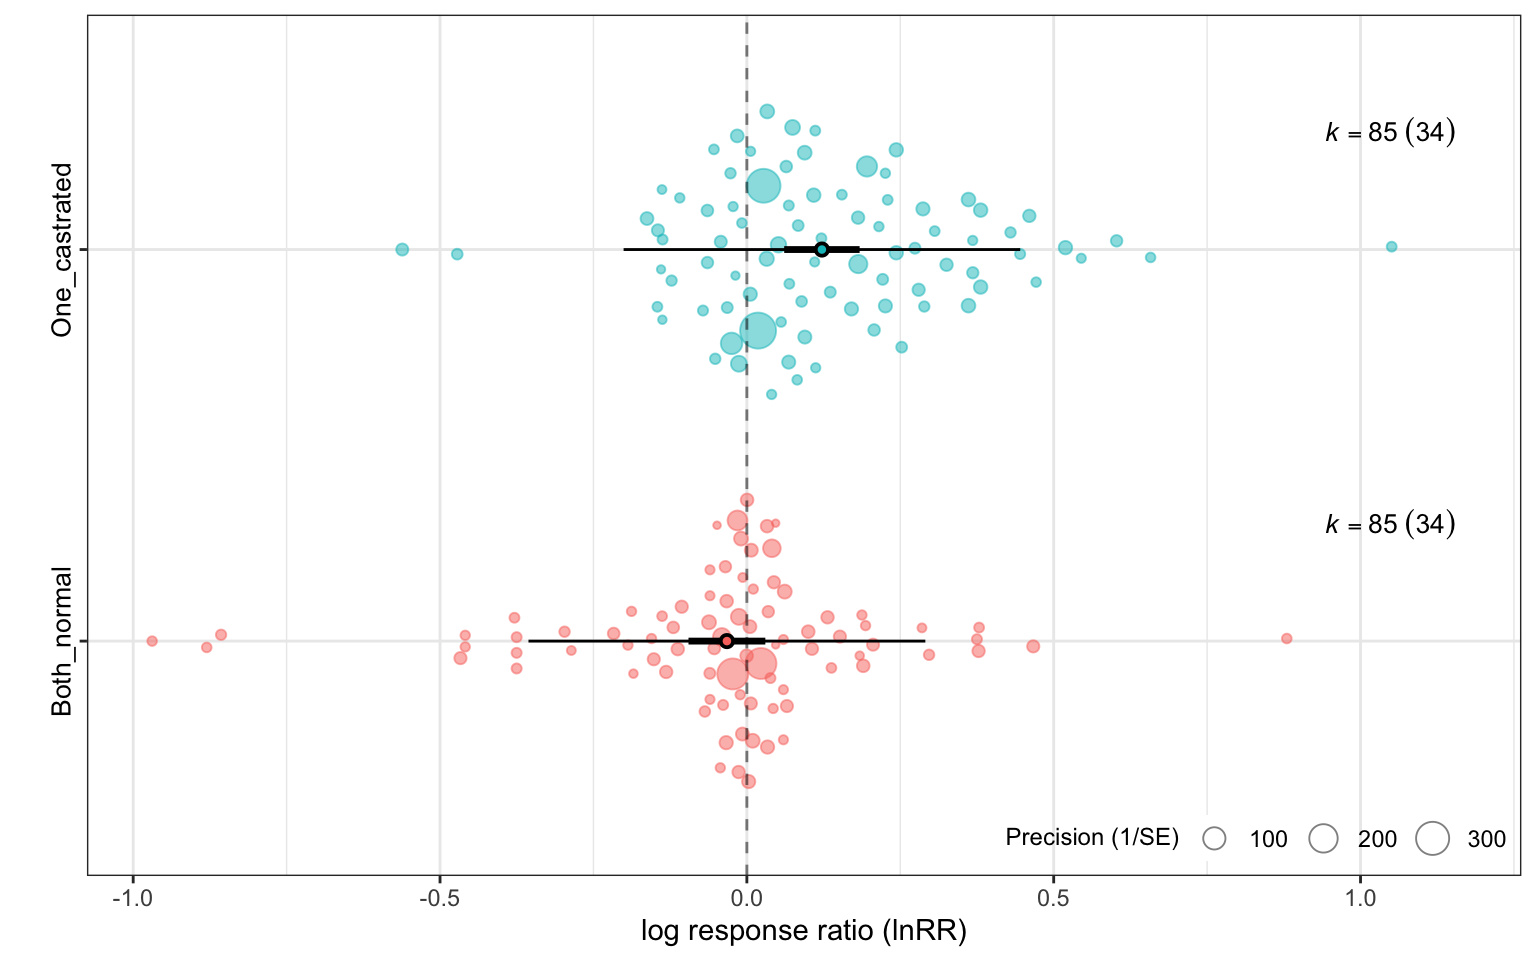 One_castrated
k = 85 (34)
Both_normal
k = 85 (34)
Precision (1/SE) 100 200 300
-1.0 -0.5 0.0 0.5 1.0
log response ratio (lnRR)